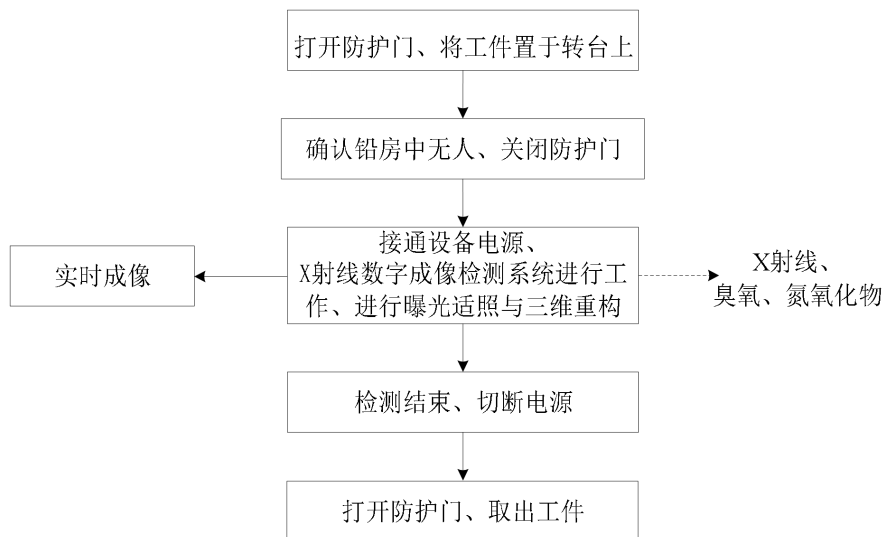 打开防护门、将工件置于转台上
确认铅房中无人、关闭防护门
接通设备电源、
X射线数字成像检测系统进行工
作、进行曝光适照与三维重构
实时成像
X射线、
臭氧、氮氧化物
检测结束、切断电源
打开防护门、取出工件